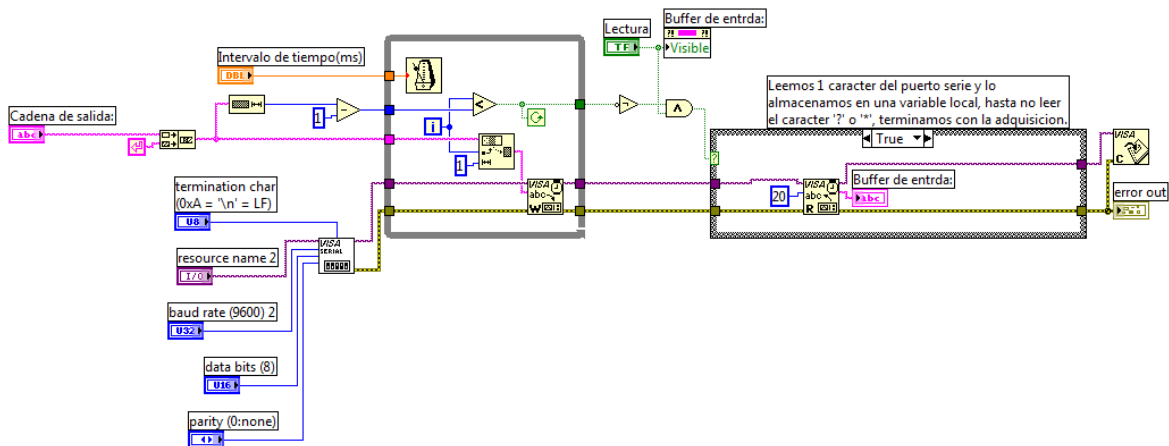 Lectura
TF
Buffer de entrda:
Visible
Intervalo de tiempo(ms)
DBL
Cadena de salida:
abc
1
i
1
Leemos 1 caracter del puerto serie y lo
almacenamos en una variable local, hasta no leer
el caracter '?' o '*', terminamos con la adquisicion.
True
VISA
C
VISA
abc
W
20
VISA
abc
R
Buffer de entrda:
abc
error out
termination char
(0xA = '\n' = LF)
U8
VISA
SERIAL
resource name 2
I/O
baud rate (9600) 2
U32
data bits (8)
U16
parity (0:none)